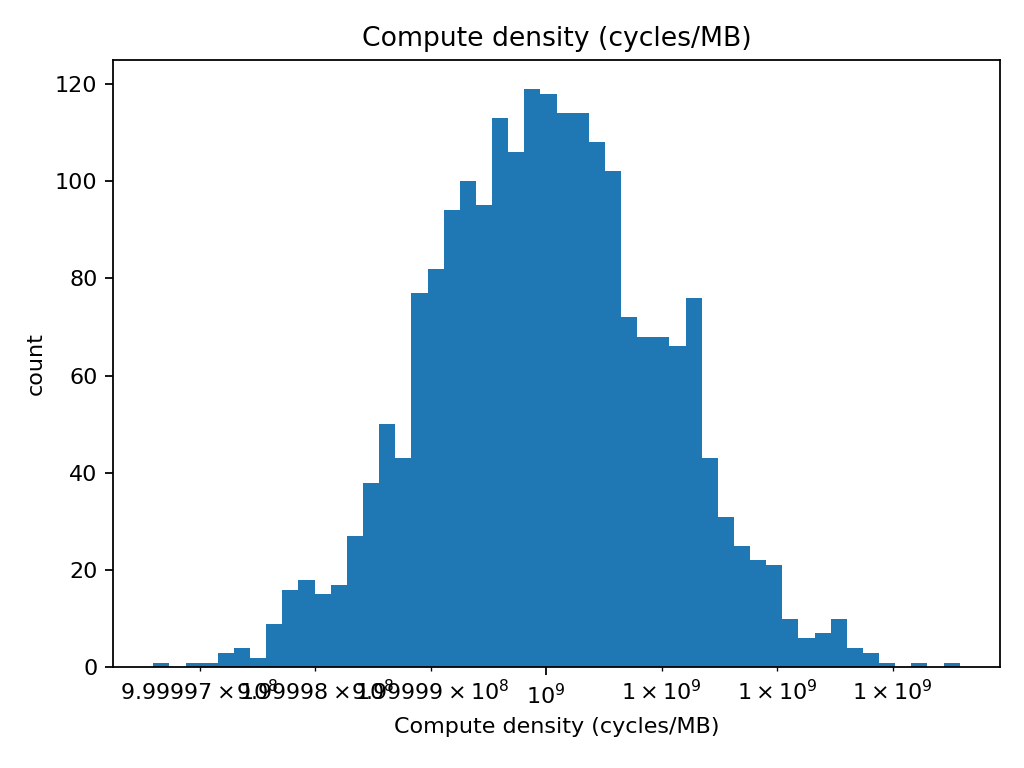 Compute density (cycles/MB)
120
100
80
60
40
20
0
count
9.99997 × 10⁸ 9.99998 × 10⁸ 9.99999 × 10⁸ 10⁹ 1 × 10⁹ 1 × 10⁹ 1 × 10⁹
Compute density (cycles/MB)